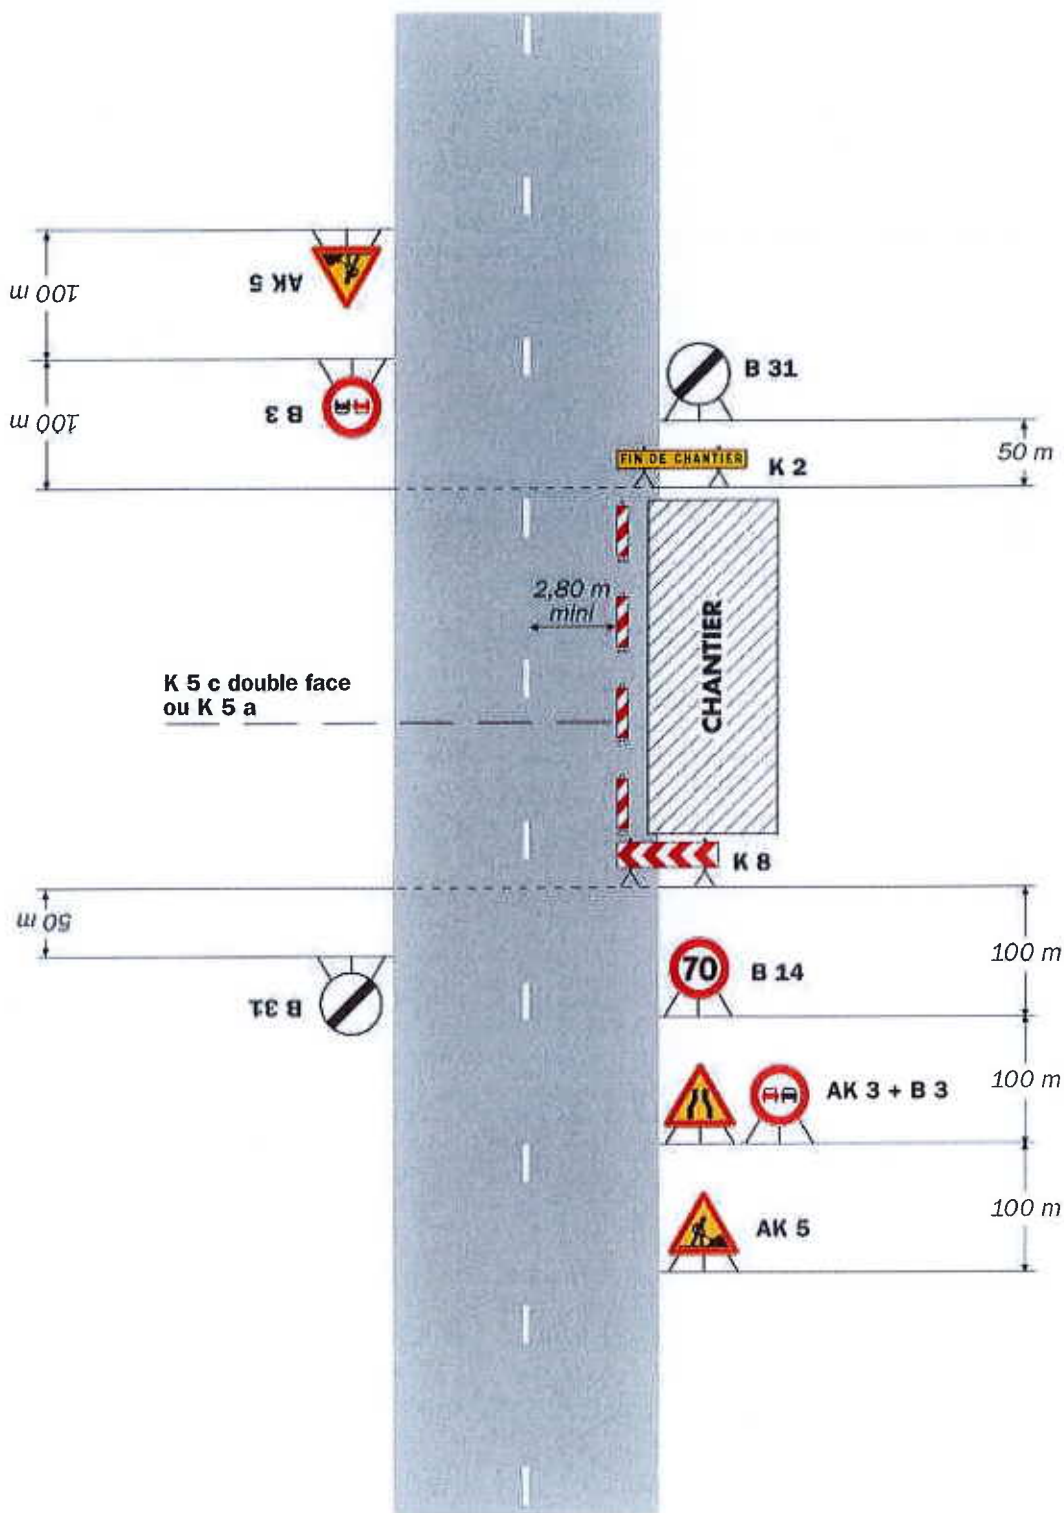 AK 5
100 m
B 3
100 m
B 31
50 m
FIN DE CHANTIER
K 2
2,80 m
mini
CHANTIER
K 5 c double face
ou K 5 a
K 8
50 m
B 31
100 m
70
B 14
100 m
AK 3 + B 3
100 m
AK 5